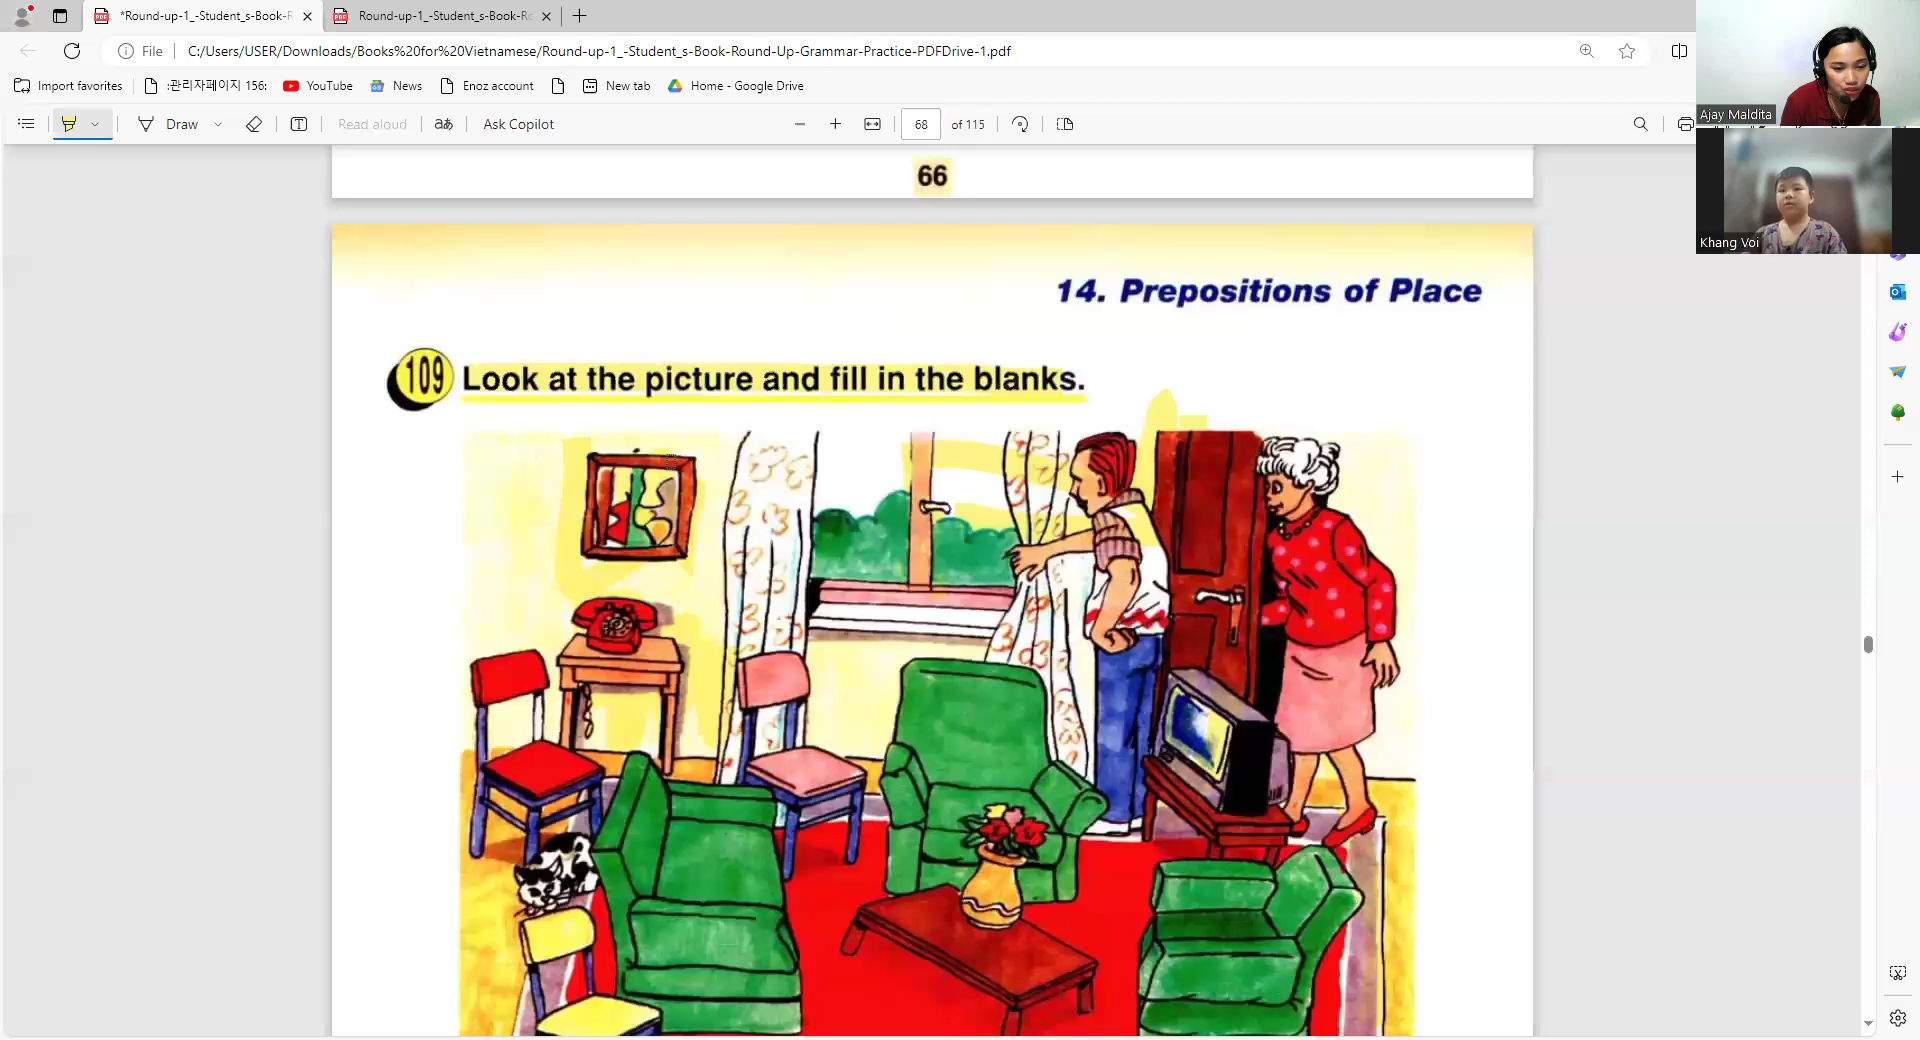 *Round-up-1_-Student_s-Book-R
Round-up-1_-Student_s-Book-Ro
File
C:/Users/USER/Downloads/Books%20for%20Vietnamese/Round-up-1_-Student_s-Book-Round-Up-Grammar-Practice-PDFDrive-1.pdf
Import favorites
:관리자페이지 156:
YouTube
News
Enoz account
New tab
Home - Google Drive
Draw
Read aloud
aあ
Ask Copilot
68
of 115
Ajay Maldita
Khang Voi
66
14. Prepositions of Place
109 Look at the picture and fill in the blanks.